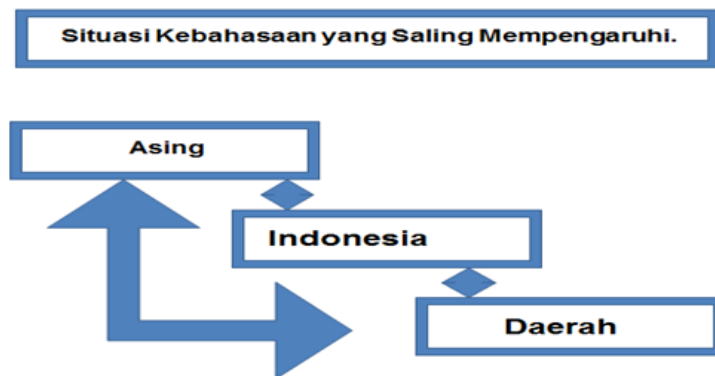 Situasi Kebahasaan yang Saling Mempengaruhi.
Asing
Indonesia
Daerah